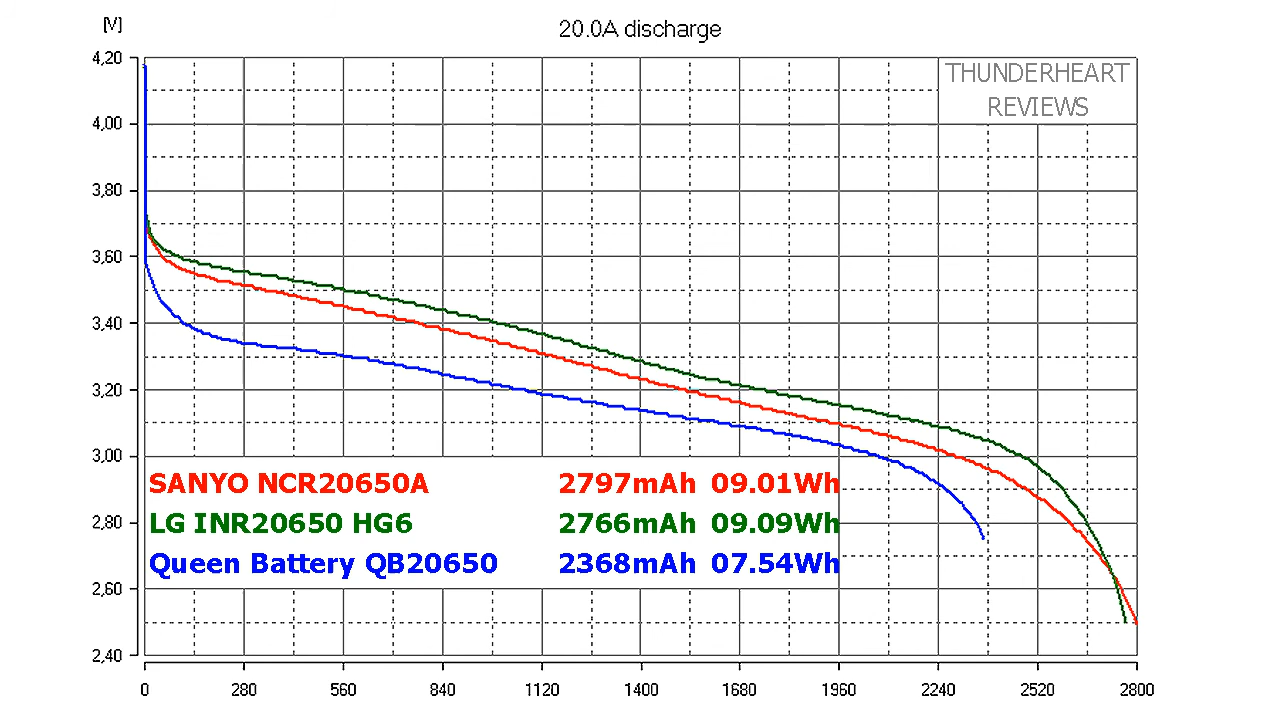 [V]
20.0A discharge
4,20
THUNDERHEART
REVIEWS
4,00
3,80
3,60
3,40
3,20
3,00
SANYO NCR20650A 2797mAh 09.01Wh
LG INR20650 HG6 2766mAh 09.09Wh
2,80
Queen Battery QB20650 2368mAh 07.54Wh
2,60
2,40
0 280 560 840 1120 1400 1680 1960 2240 2520 2800